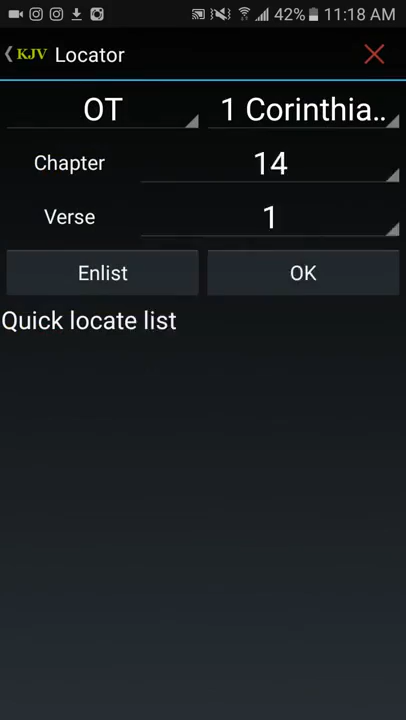 42% 11:18 AM
KJV Locator
OT 1 Corinthia..
Chapter 14
Verse 1
Enlist OK
Quick locate list